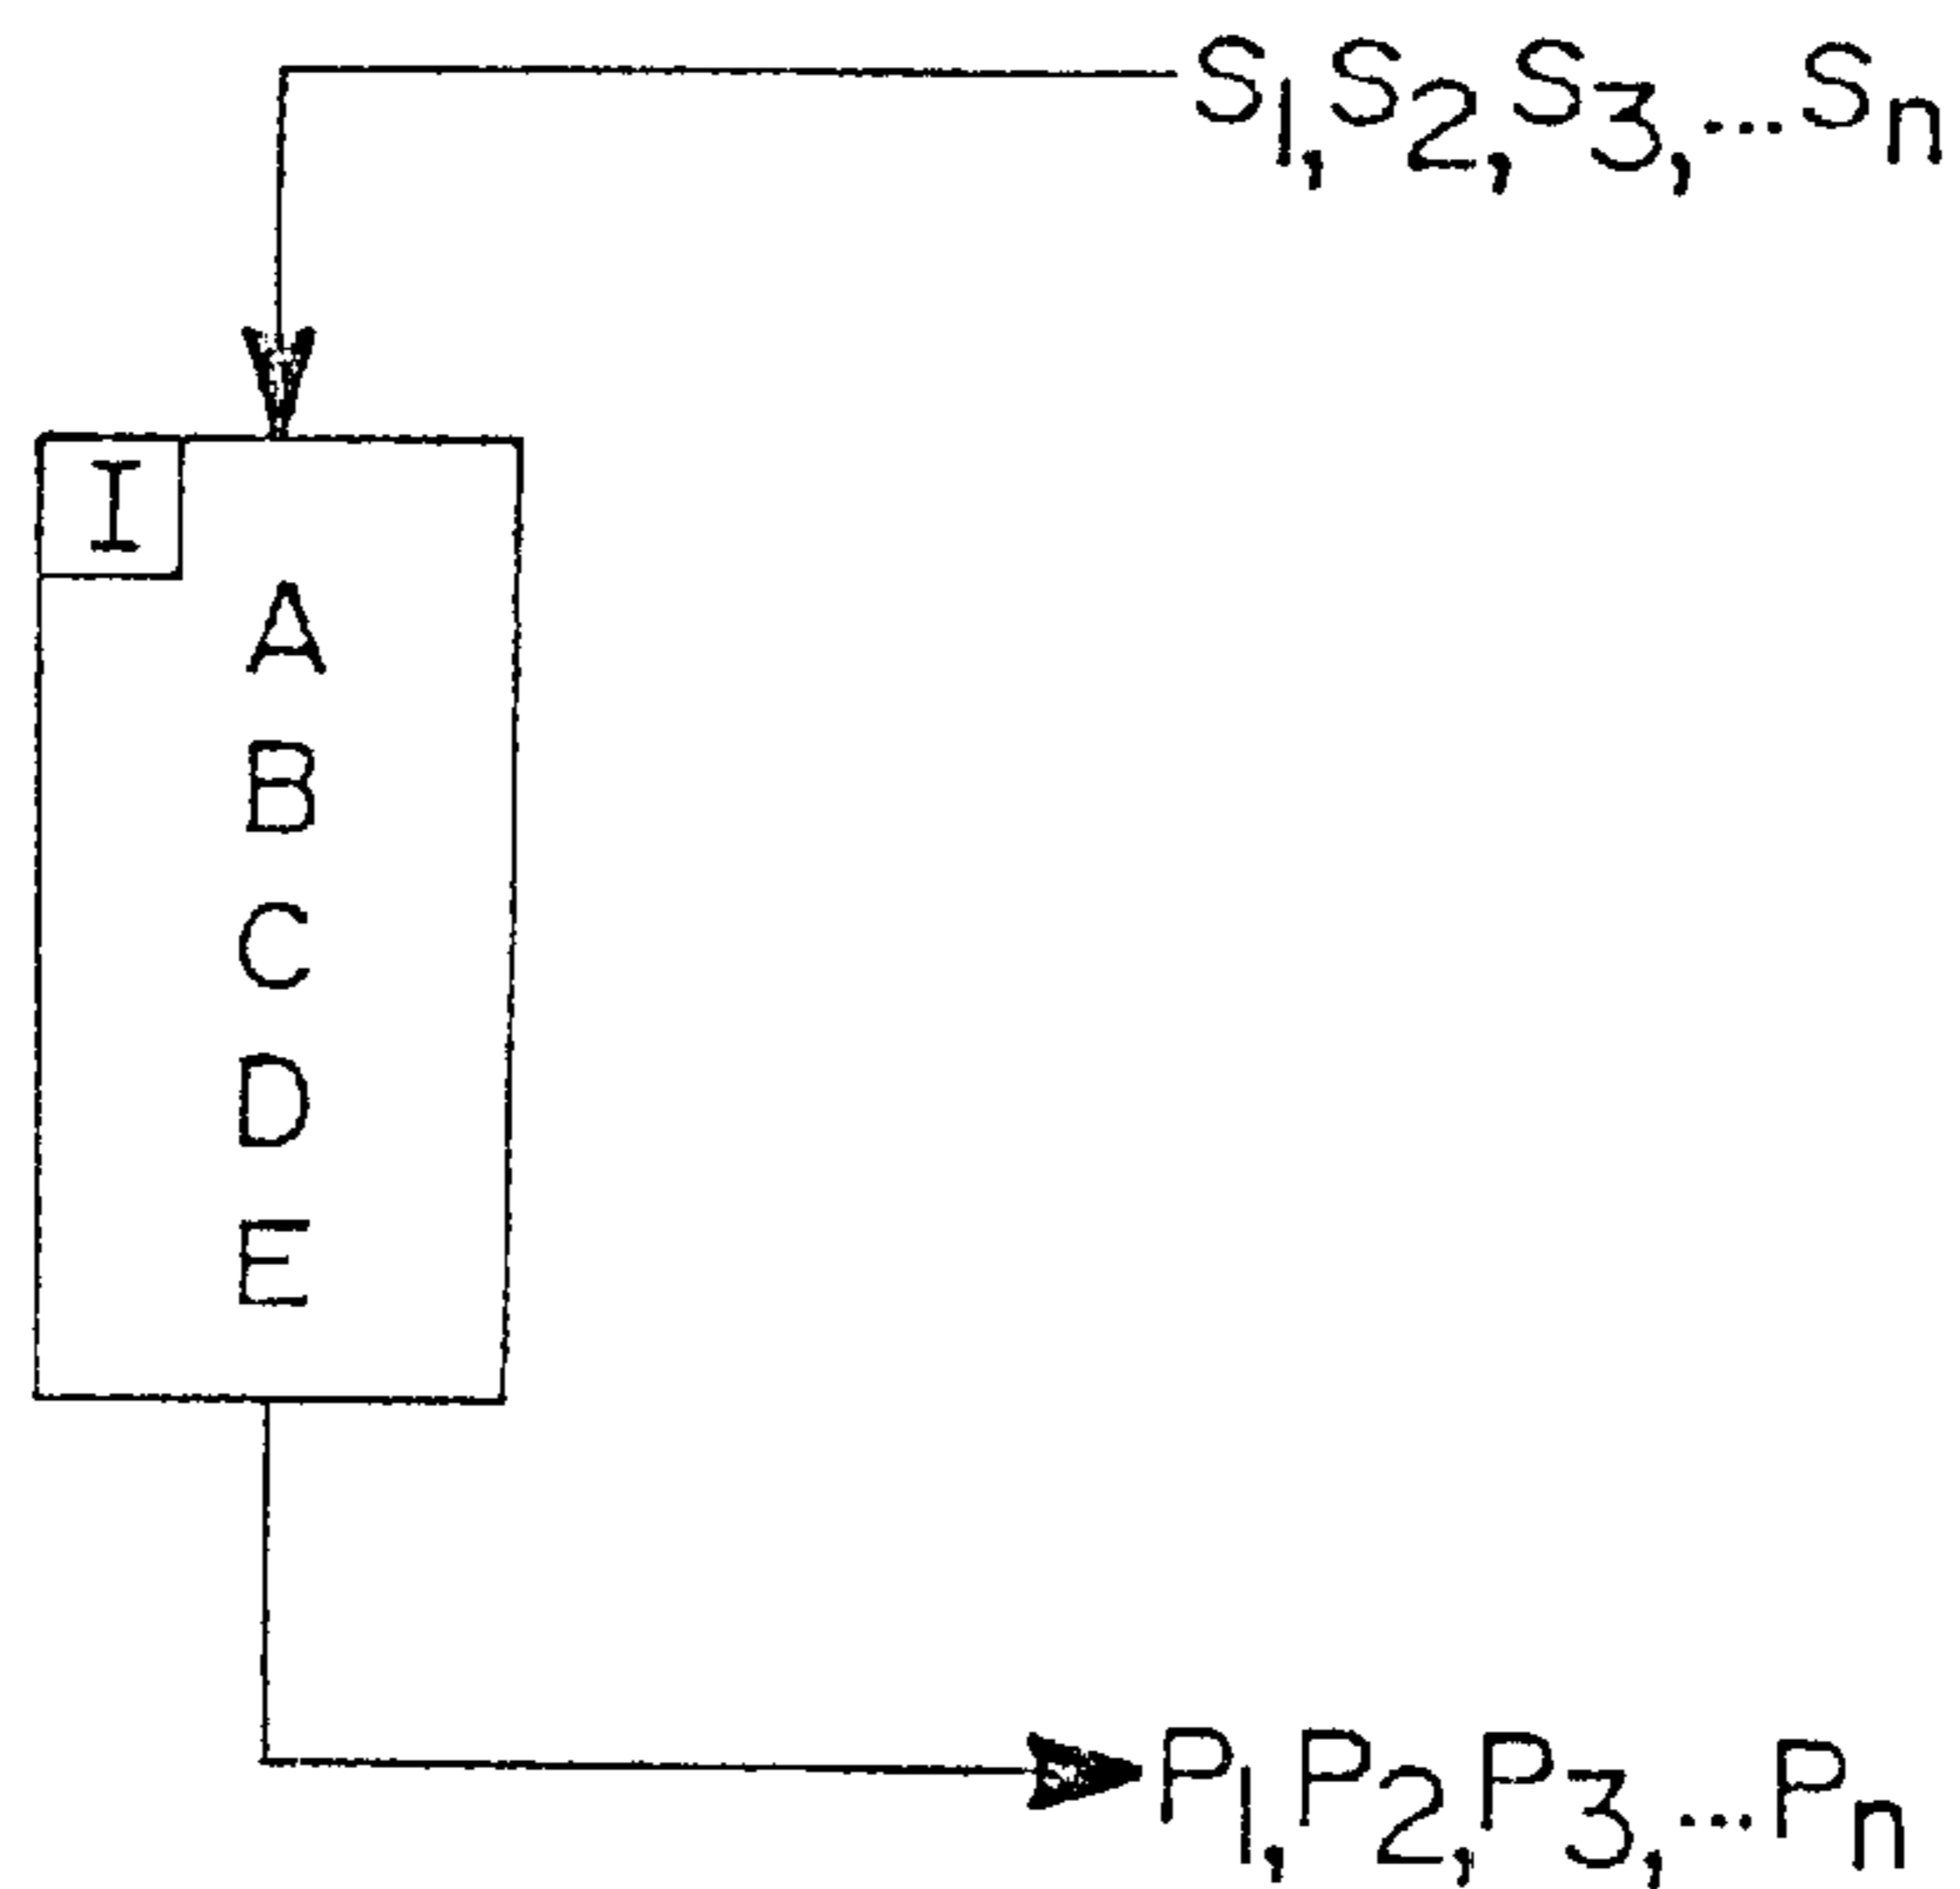 S₁,S₂,S₃,...Sₙ
I
A
B
C
D
E
P₁,P₂,P₃,...Pₙ